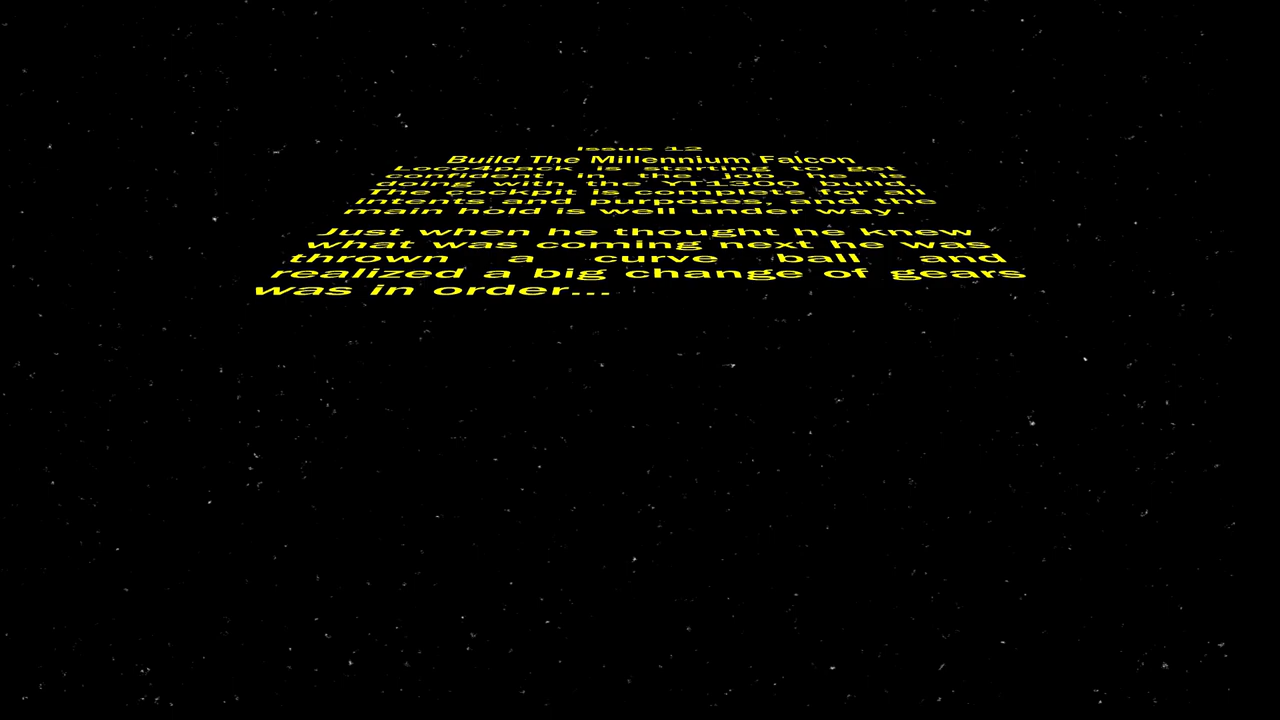 Issue 12
Build The Millennium Falcon
Loco4pack is starting to get
confident in the job he is
doing with the YT1300 build.
The cockpit is complete for all
intents and purposes, and the
main hold is well under way.
Just when he thought he knew
what was coming next he was
thrown a curve ball and
realized a big change of gears
was in order...